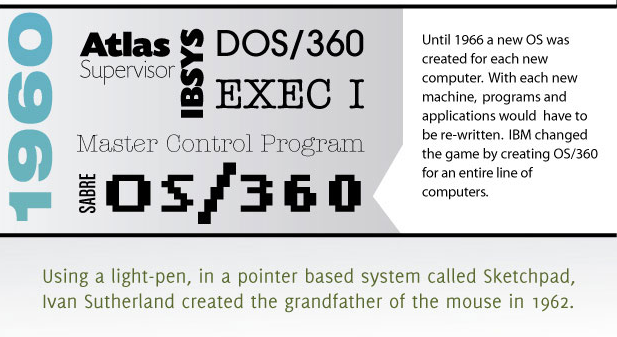 1960
Atlas
Supervisor
IBSYS
DOS/360
EXEC I
Master Control Program
SABRE
OS/360
Until 1966 a new OS was
created for each new
computer. With each new
machine, programs and
applications would have to
be re-written. IBM changed
the game by creating OS/360
for an entire line of
computers.
Using a light-pen, in a pointer based system called Sketchpad,
Ivan Sutherland created the grandfather of the mouse in 1962.